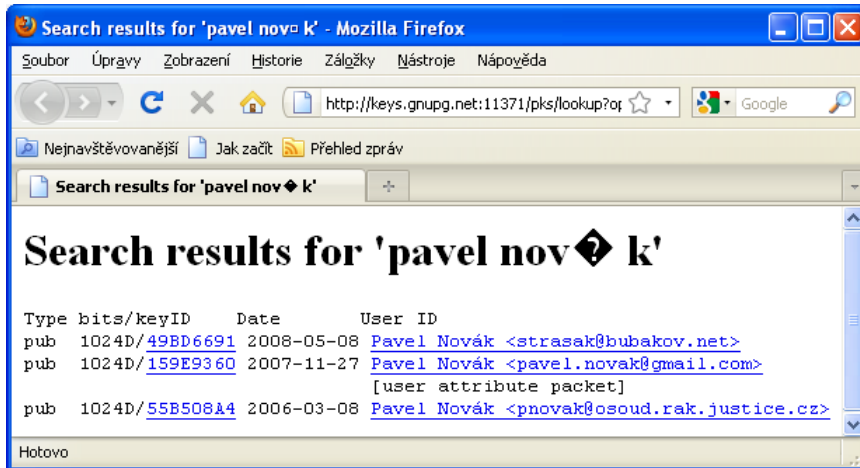 Search results for 'pavel nov¤ k' - Mozilla Firefox
Soubor Úpravy Zobrazení Historie Záložky Nástroje Nápověda
http://keys.gnupg.net:11371/pks/lookup?op Google
Nejnavštěvovanější Jak začít Přehled zpráv
Search results for 'pavel nov� k'
Search results for 'pavel nov� k'
Type bits/keyID Date User ID
pub 1024D/49BD6691 2008-05-08 Pavel Novák <strasak@bubakov.net>
pub 1024D/159E9360 2007-11-27 Pavel Novák <pavel.novak@gmail.com>
[user attribute packet]
pub 1024D/55B508A4 2006-03-08 Pavel Novák <pnovak@osoud.rak.justice.cz>
Hotovo